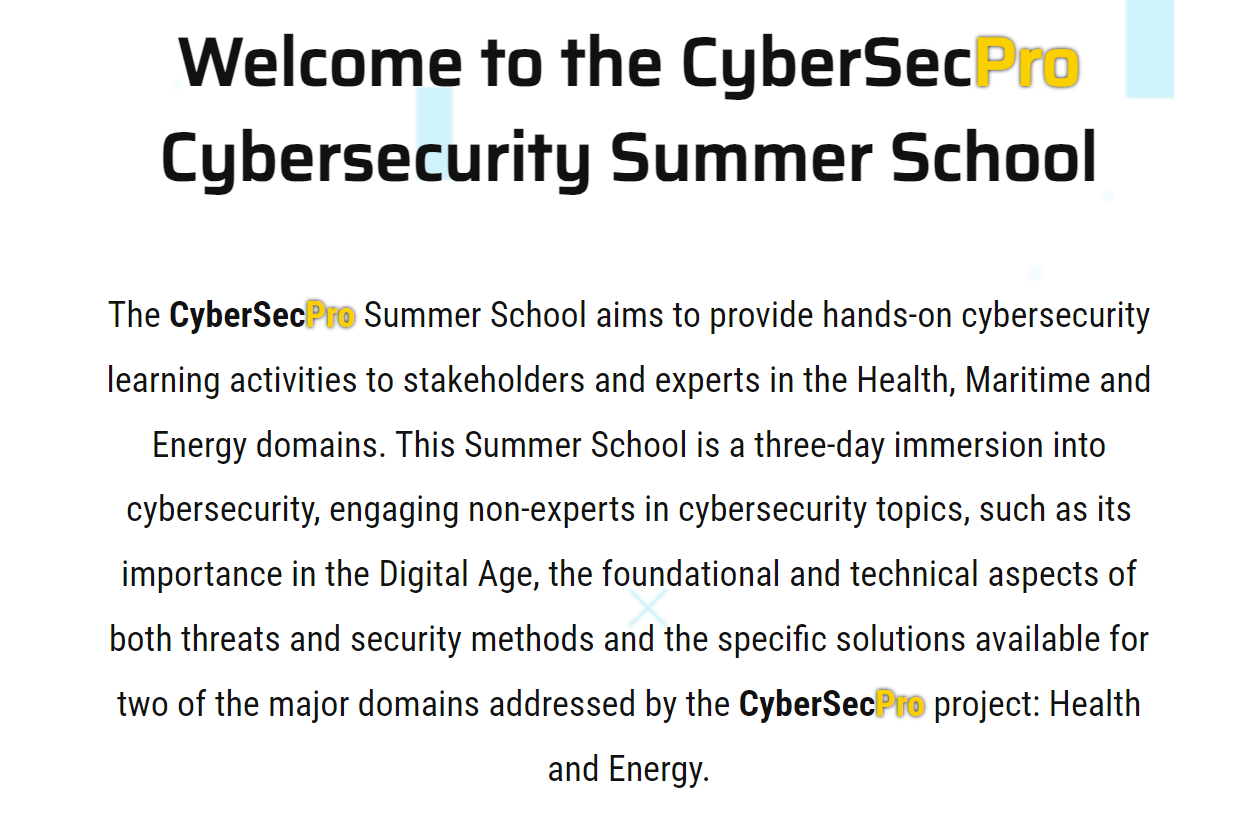 Welcome to the CyberSecPro
Cybersecurity Summer School
The CyberSecPro Summer School aims to provide hands-on cybersecurity
learning activities to stakeholders and experts in the Health, Maritime and
Energy domains. This Summer School is a three-day immersion into
cybersecurity, engaging non-experts in cybersecurity topics, such as its
importance in the Digital Age, the foundational and technical aspects of
both threats and security methods and the specific solutions available for
two of the major domains addressed by the CyberSecPro project: Health
and Energy.